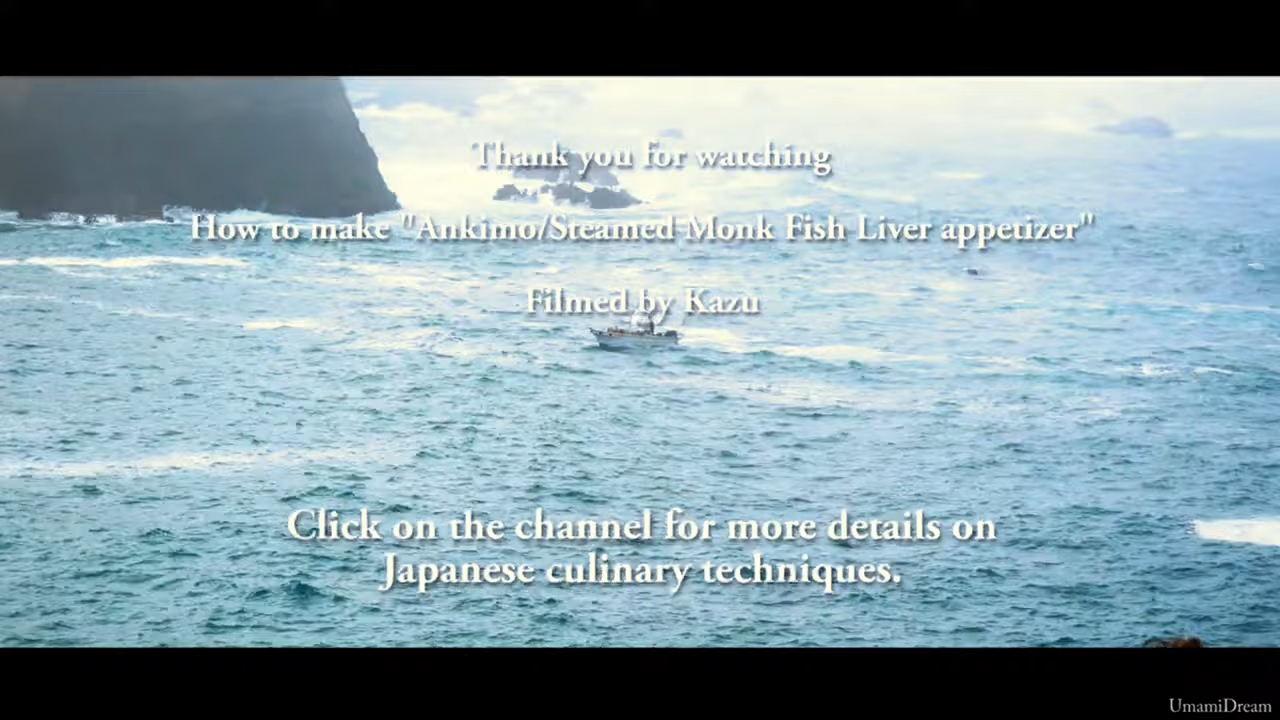 Thank you for watching
How to make "Ankimo/Steamed Monk Fish Liver appetizer"
Filmed by Kazu
Click on the channel for more details on
Japanese culinary techniques.
UmamiDream